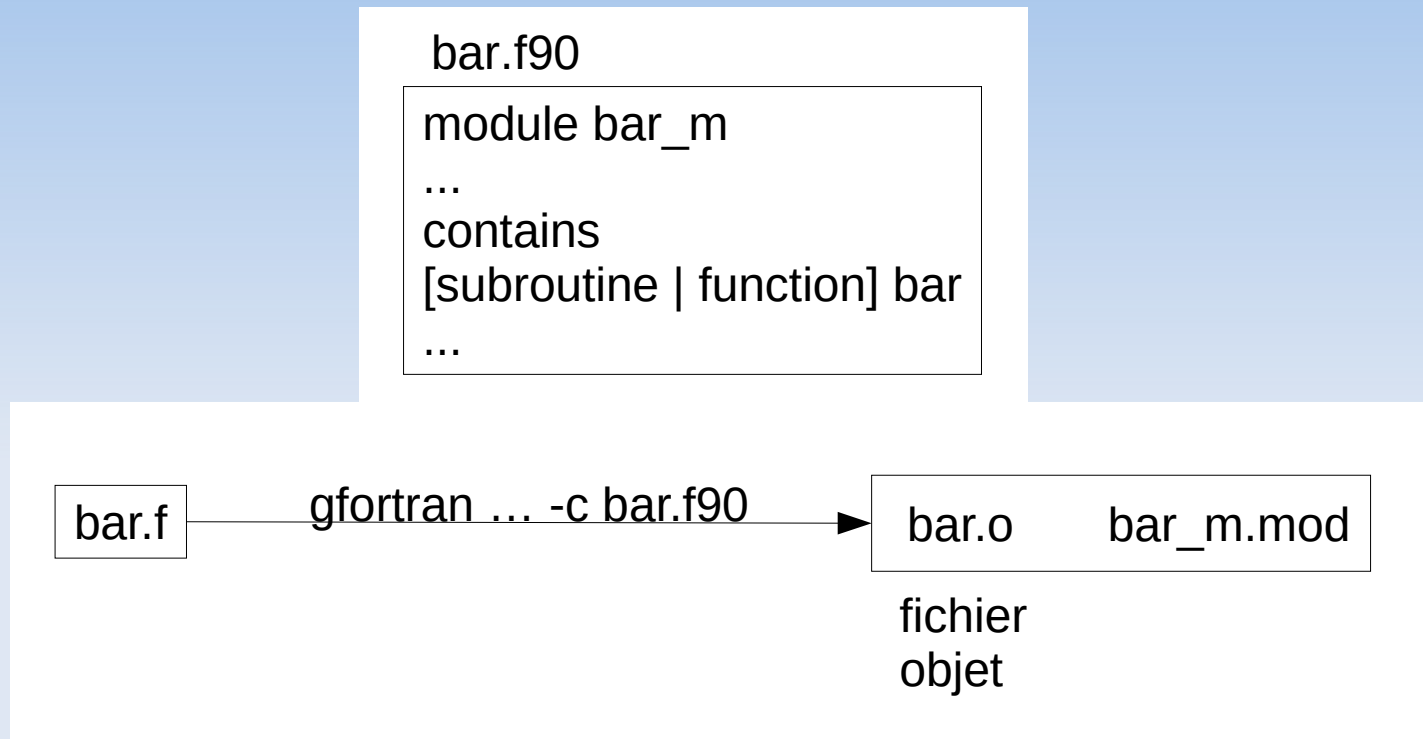 bar.f90
module bar_m
...
contains
[subroutine | function] bar
...
bar.f
gfortran … -c bar.f90
bar.o bar_m.mod
fichier
objet